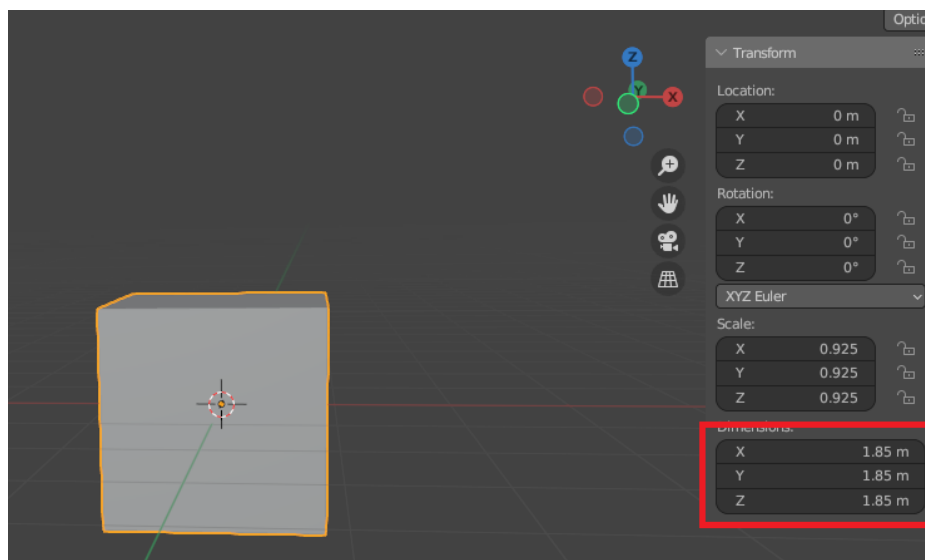 Optio
Z
Y
X
Transform
Location:
X 0 m
Y 0 m
Z 0 m
Rotation:
X 0°
Y 0°
Z 0°
XYZ Euler
Scale:
X 0.925
Y 0.925
Z 0.925
Dimensions:
X 1.85 m
Y 1.85 m
Z 1.85 m